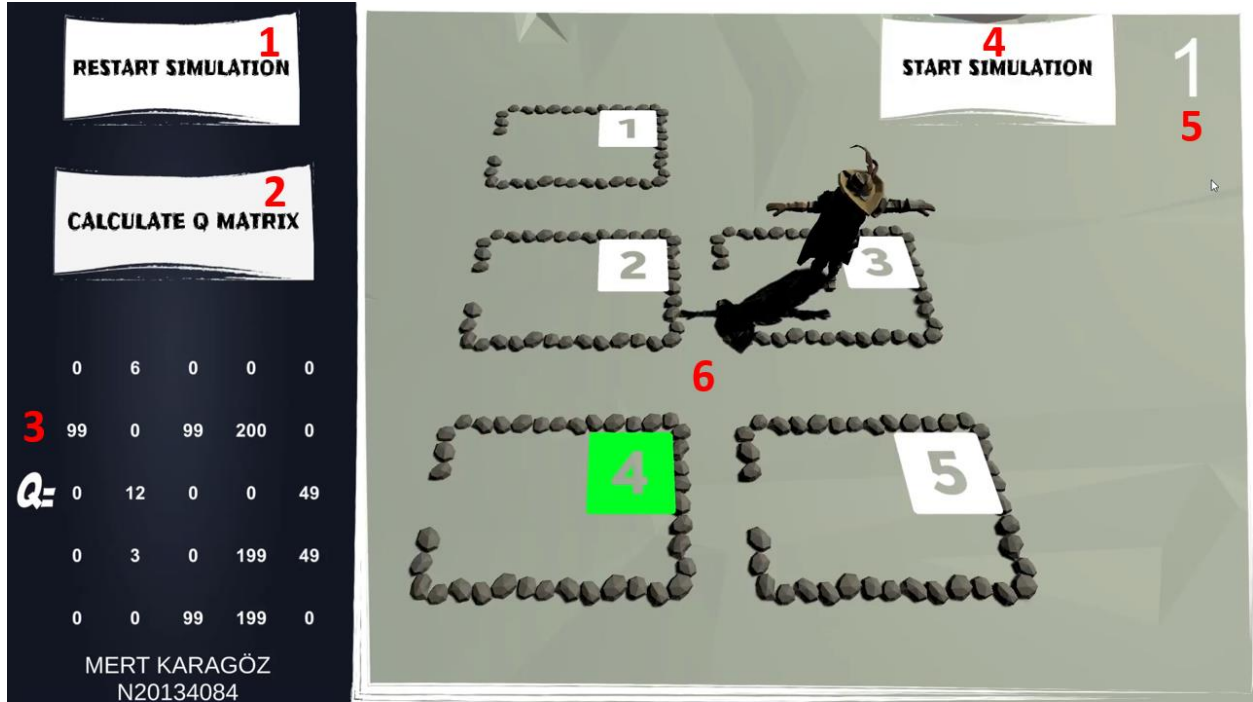 RESTART SIMULATION
1
CALCULATE Q MATRIX
2
0 6 0 0 0
3
99 0 99 200 0
Q= 0 12 0 0 49
0 3 0 199 49
0 0 99 199 0
MERT KARAGÖZ
N20134084
START SIMULATION
4
1
5
1
2
3
6
4
5